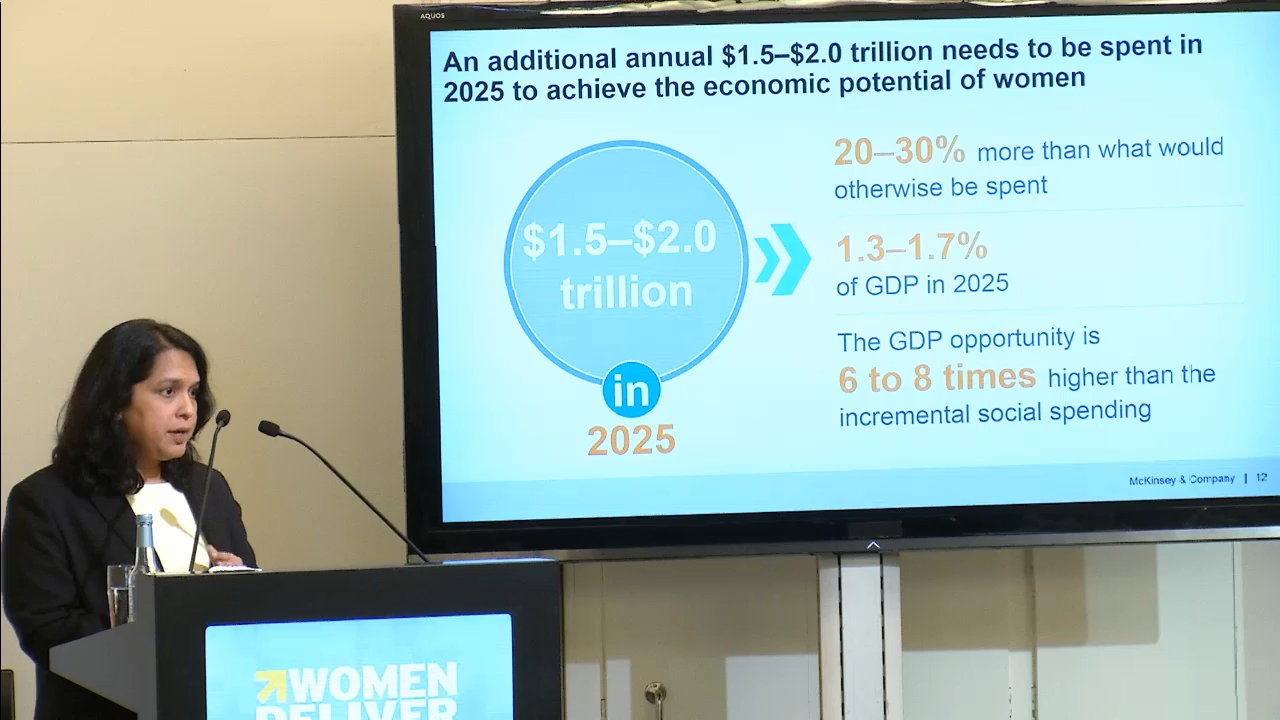 AQUOS
An additional annual $1.5–$2.0 trillion needs to be spent in
2025 to achieve the economic potential of women
$1.5–$2.0
trillion
in
2025
20–30% more than what would
otherwise be spent
1.3–1.7%
of GDP in 2025
The GDP opportunity is
6 to 8 times higher than the
incremental social spending
McKinsey & Company | 12
WOMEN
DELIVER